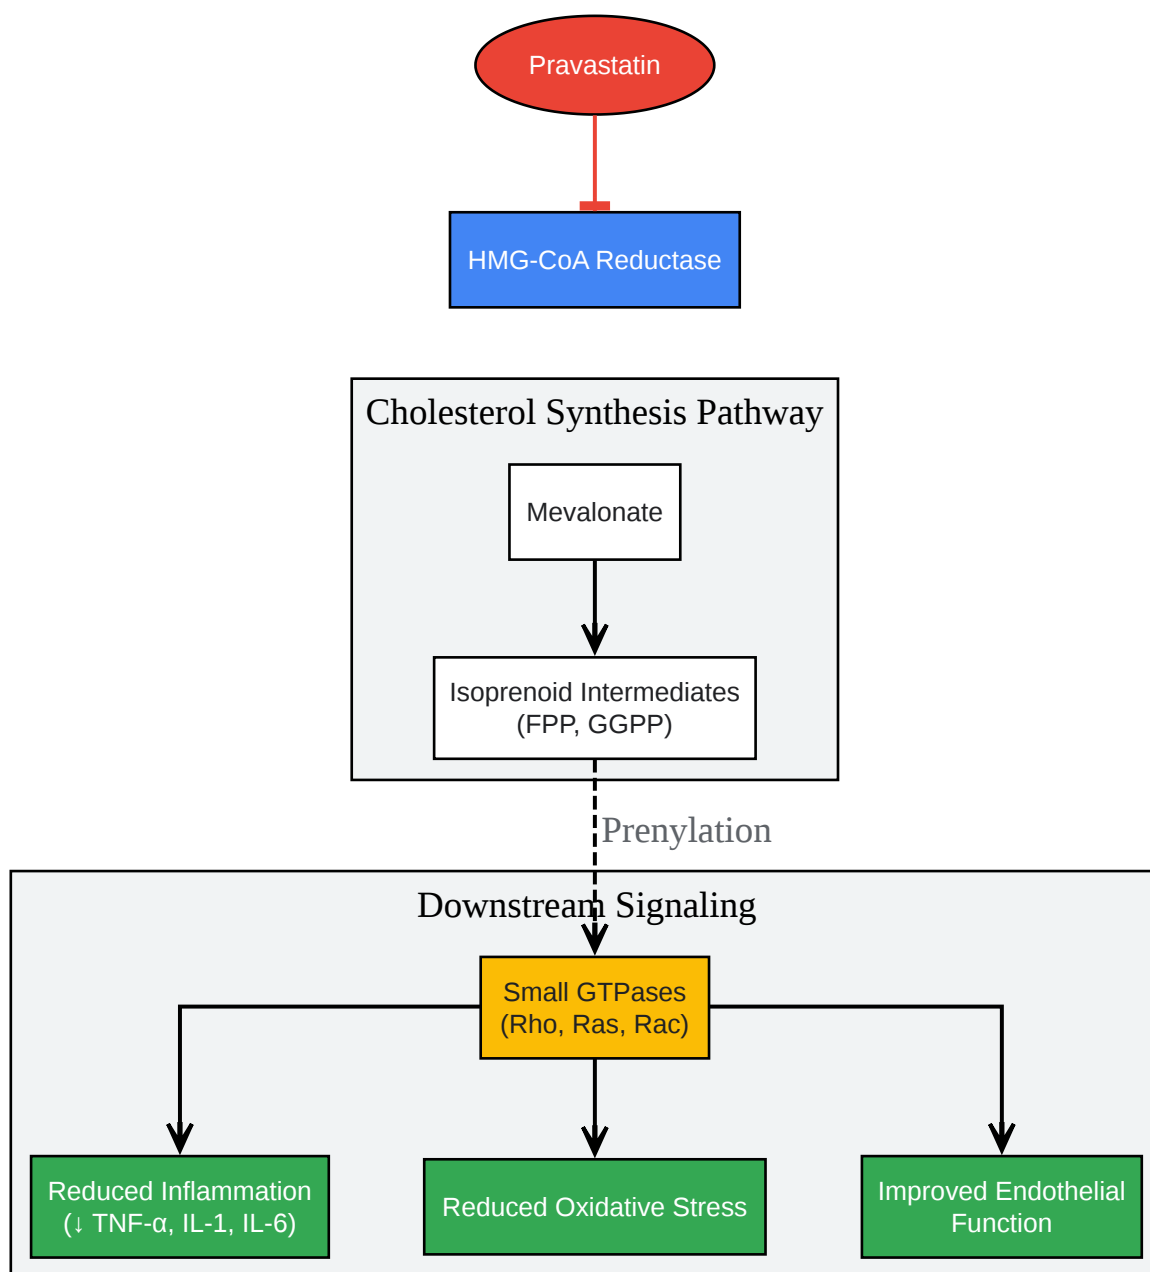 Pravastatin
HMG-CoA Reductase
Cholesterol Synthesis Pathway
Mevalonate
Isoprenoid Intermediates
(FPP, GGPP)
Prenylation
Downstream Signaling
Small GTPases
(Rho, Ras, Rac)
Reduced Inflammation
(↓ TNF-α, IL-1, IL-6)
Reduced Oxidative Stress
Improved Endothelial
Function